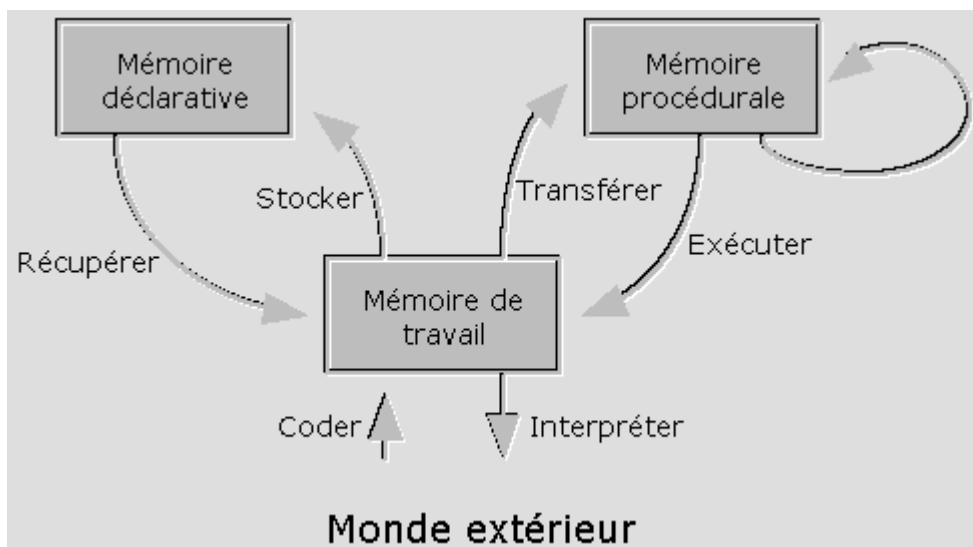 Mémoire
déclarative
Mémoire
procédurale
Stocker
Transférer
Récupérer
Exécuter
Mémoire de
travail
Coder
Interpréter
Monde extérieur